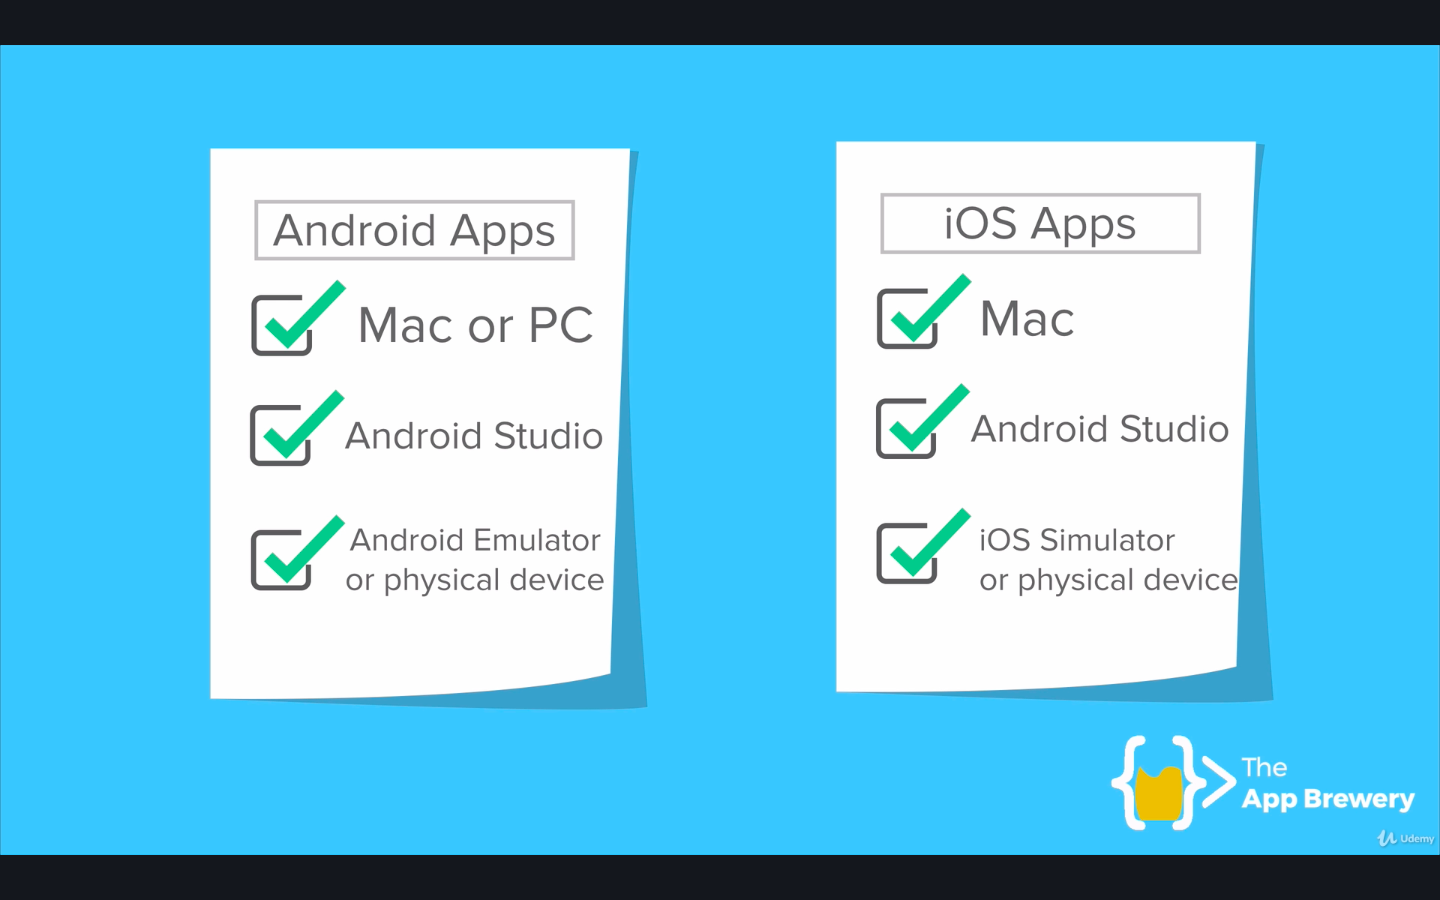 Android Apps
Mac or PC
Android Studio
Android Emulator
or physical device
iOS Apps
Mac
Android Studio
iOS Simulator
or physical device
The
App Brewery
Udemy